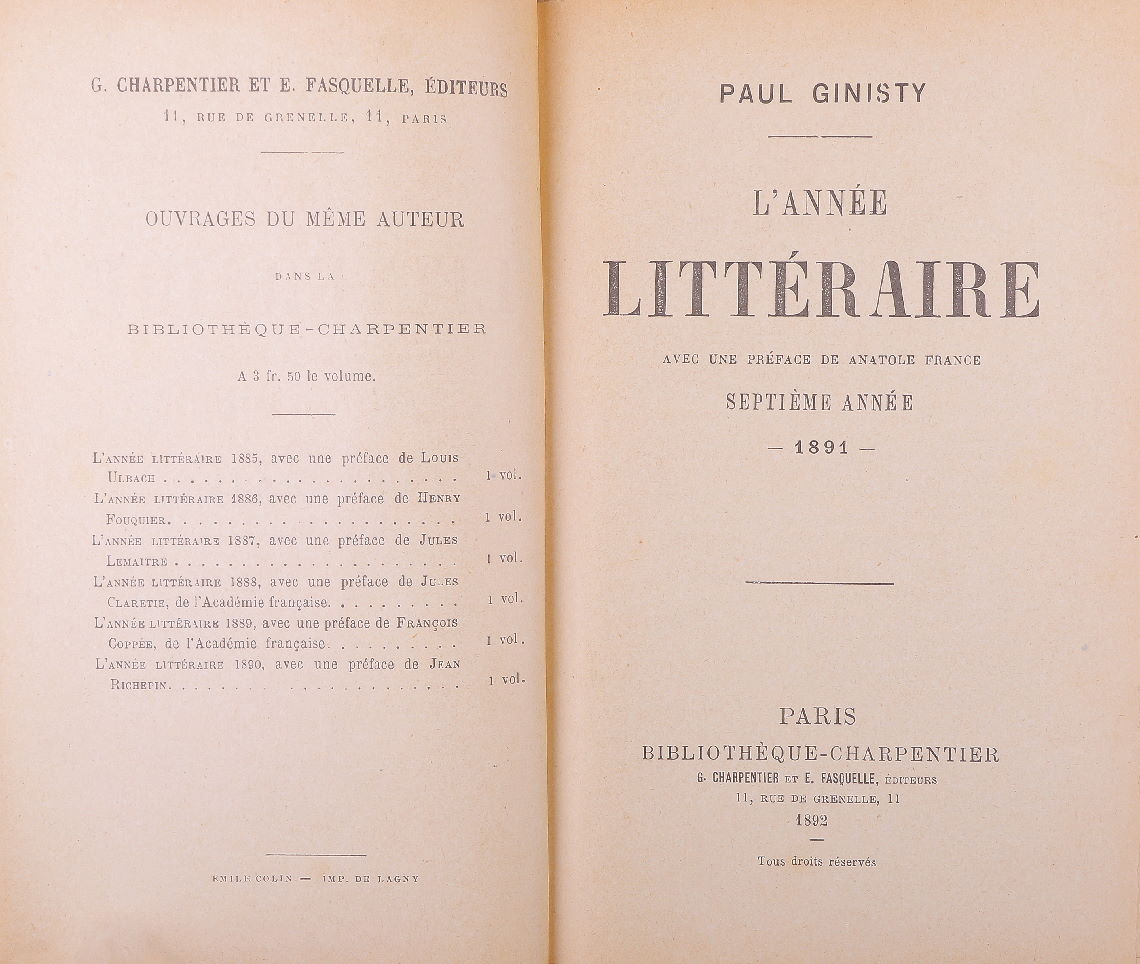 G. CHARPENTIER ET E. FASQUELLE, ÉDITEURS
11, RUE DE GRENELLE, 11, PARIS
OUVRAGES DU MÊME AUTEUR
DANS LA
BIBLIOTHÈQUE-CHARPENTIER
A 3 fr. 50 le volume.
L'ANNÉE LITTÉRAIRE 1885, avec une préface de LOUIS
ULBACH . . . . . . . . . . . . . . . . . . . . . . 1 vol.
L'ANNÉE LITTÉRAIRE 1886, avec une préface de HENRY
FOUQUIER. . . . . . . . . . . . . . . . . . . . . 1 vol.
L'ANNÉE LITTÉRAIRE 1887, avec une préface de JULES
LEMAITRE . . . . . . . . . . . . . . . . . . . . . 1 vol.
L'ANNÉE LITTÉRAIRE 1888, avec une préface de JULES
CLARETIE, de l'Académie française. . . . . . . . . 1 vol.
L'ANNÉE LITTÉRAIRE 1889, avec une préface de FRANÇOIS
COPPÉE, de l'Académie française. . . . . . . . . . 1 vol.
L'ANNÉE LITTÉRAIRE 1890, avec une préface de JEAN
RICHEPIN. . . . . . . . . . . . . . . . . . . . . 1 vol.
EMILE COLIN — IMP. DE LAGNY
PAUL GINISTY
L'ANNÉE
LITTÉRAIRE
AVEC UNE PRÉFACE DE ANATOLE FRANCE
SEPTIÈME ANNÉE
— 1891 —
PARIS
BIBLIOTHÈQUE-CHARPENTIER
G. CHARPENTIER ET E. FASQUELLE, ÉDITEURS
11, RUE DE GRENELLE, 11
1892
Tous droits réservés